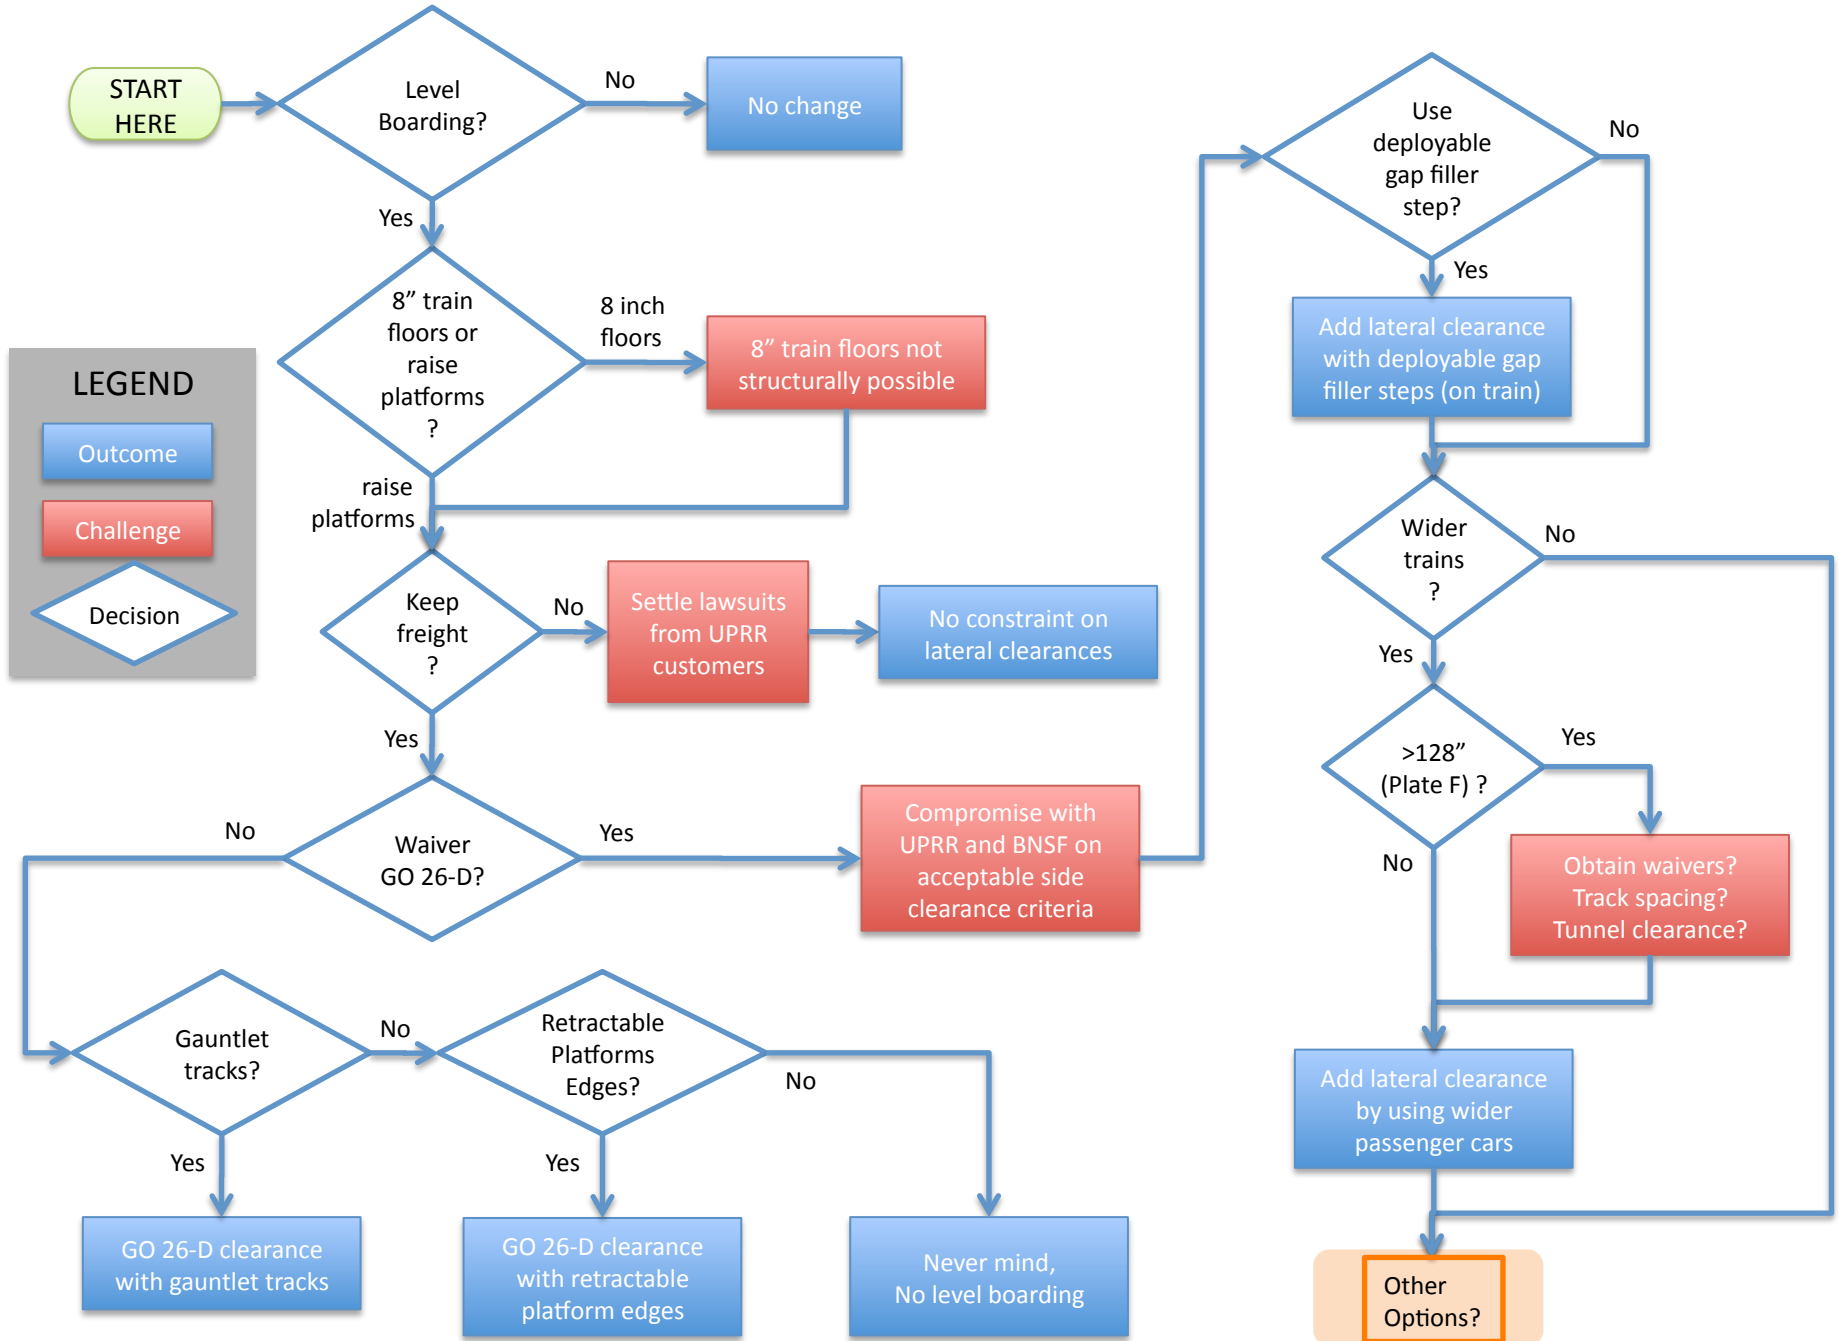 START
HERE
Level
Boarding?
No
No change
Yes
8” train
floors or
raise
platforms
?
8 inch
floors
8” train floors not
structurally possible
raise
platforms
LEGEND
Outcome
Challenge
Decision
Keep
freight
?
No
Settle lawsuits
from UPRR
customers
No constraint on
lateral clearances
Yes
Waiver
GO 26-D?
No
Yes
Compromise with
UPRR and BNSF on
acceptable side
clearance criteria
Gauntlet
tracks?
No
Retractable
Platforms
Edges?
No
Yes
Yes
GO 26-D clearance
with gauntlet tracks
GO 26-D clearance
with retractable
platform edges
Never mind,
No level boarding
Use
deployable
gap filler
step?
No
Yes
Add lateral clearance
with deployable gap
filler steps (on train)
Wider
trains
?
No
Yes
>128”
(Plate F) ?
Yes
No
Obtain waivers?
Track spacing?
Tunnel clearance?
Add lateral clearance
by using wider
passenger cars
Other
Options?